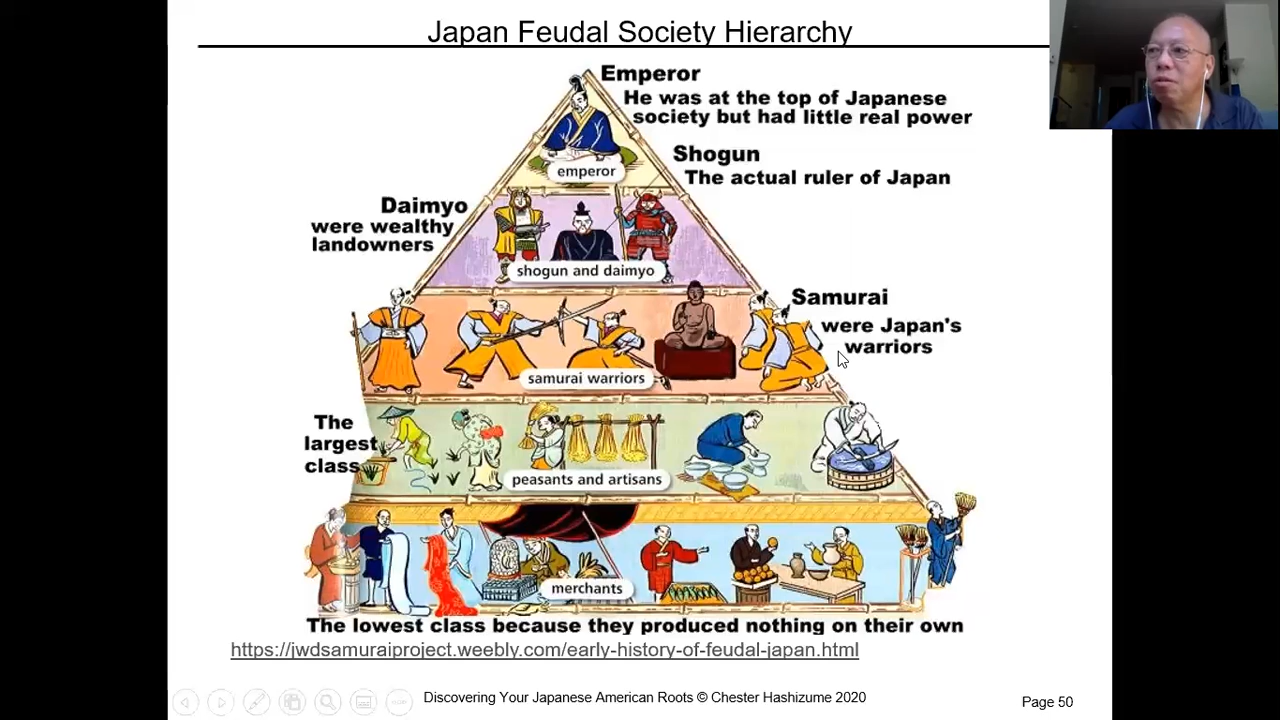 Japan Feudal Society Hierarchy
Emperor
He was at the top of Japanese
society but had little real power
emperor
Shogun
The actual ruler of Japan
Daimyo
were wealthy
landowners
shogun and daimyo
Samurai
were Japan's
warriors
samurai warriors
The
largest
class
peasants and artisans
merchants
The lowest class because they produced nothing on their own
https://jwdsamuraiproject.weebly.com/early-history-of-feudal-japan.html
Discovering Your Japanese American Roots © Chester Hashizume 2020
Page 50